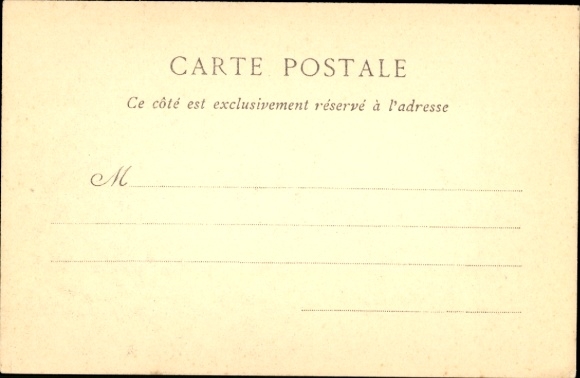 CARTE POSTALE
Ce côté est exclusivement réservé à l'adresse
M